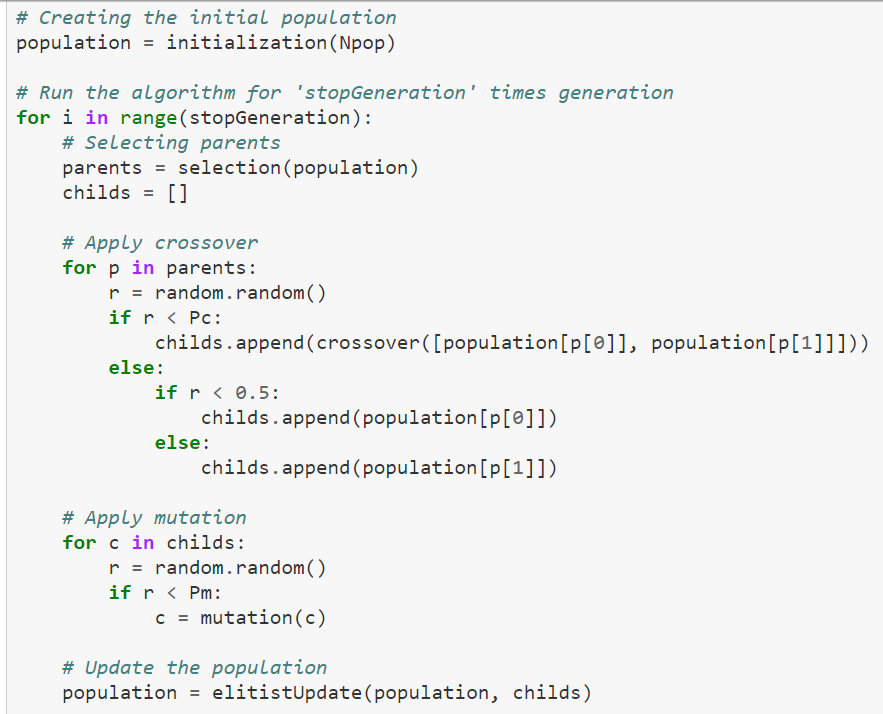 # Creating the initial population
population = initialization(Npop)

# Run the algorithm for 'stopGeneration' times generation
for i in range(stopGeneration):
    # Selecting parents
    parents = selection(population)
    childs = []

    # Apply crossover
    for p in parents:
        r = random.random()
        if r < Pc:
            childs.append(crossover([population[p[0]], population[p[1]]]))
        else:
            if r < 0.5:
                childs.append(population[p[0]])
            else:
                childs.append(population[p[1]])

    # Apply mutation
    for c in childs:
        r = random.random()
        if r < Pm:
            c = mutation(c)

    # Update the population
    population = elitistUpdate(population, childs)